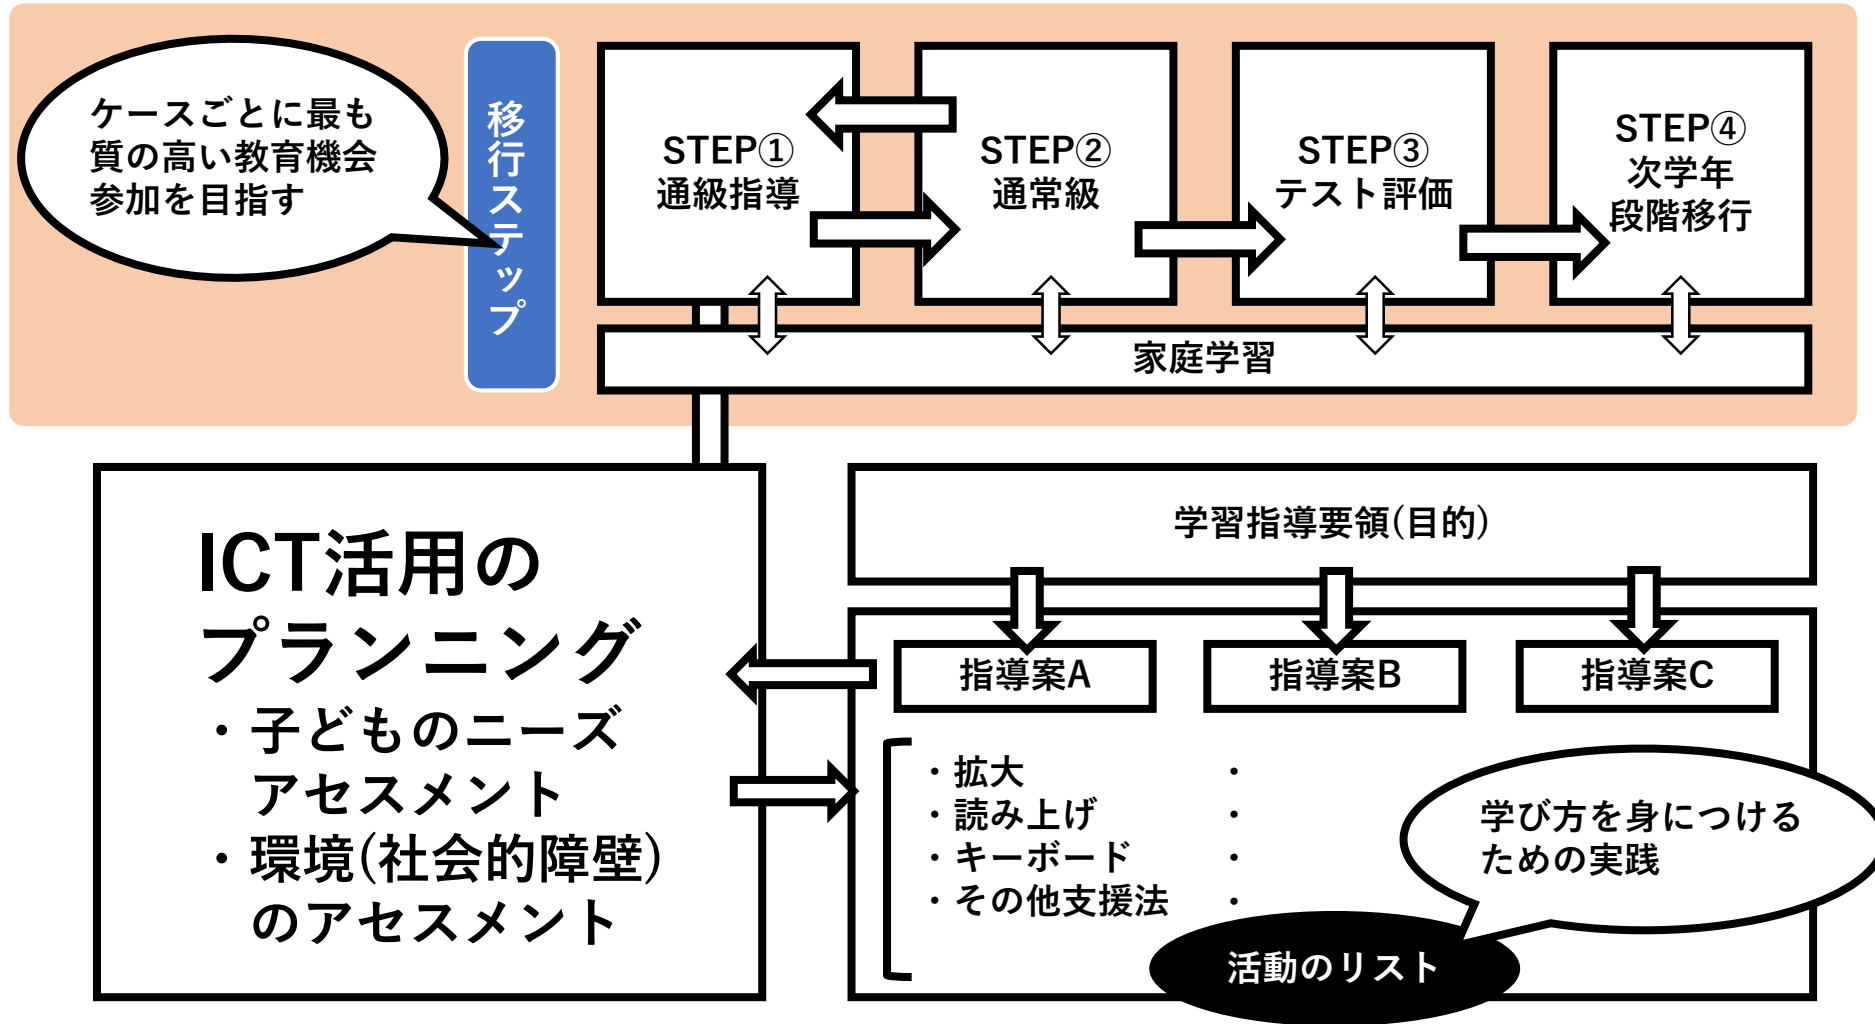 ケースごとに最も
質の高い教育機会
参加を目指す
移行ステップ
STEP①
通級指導
STEP②
通常級
STEP③
テスト評価
STEP④
次学年
段階移行
家庭学習
ICT活用の
プランニング
・子どものニーズ
アセスメント
・環境(社会的障壁)
のアセスメント
学習指導要領(目的)
指導案A
指導案B
指導案C
・拡大
・読み上げ
・キーボード
・その他支援法
・
・
・
・
学び方を身につける
ための実践
活動のリスト